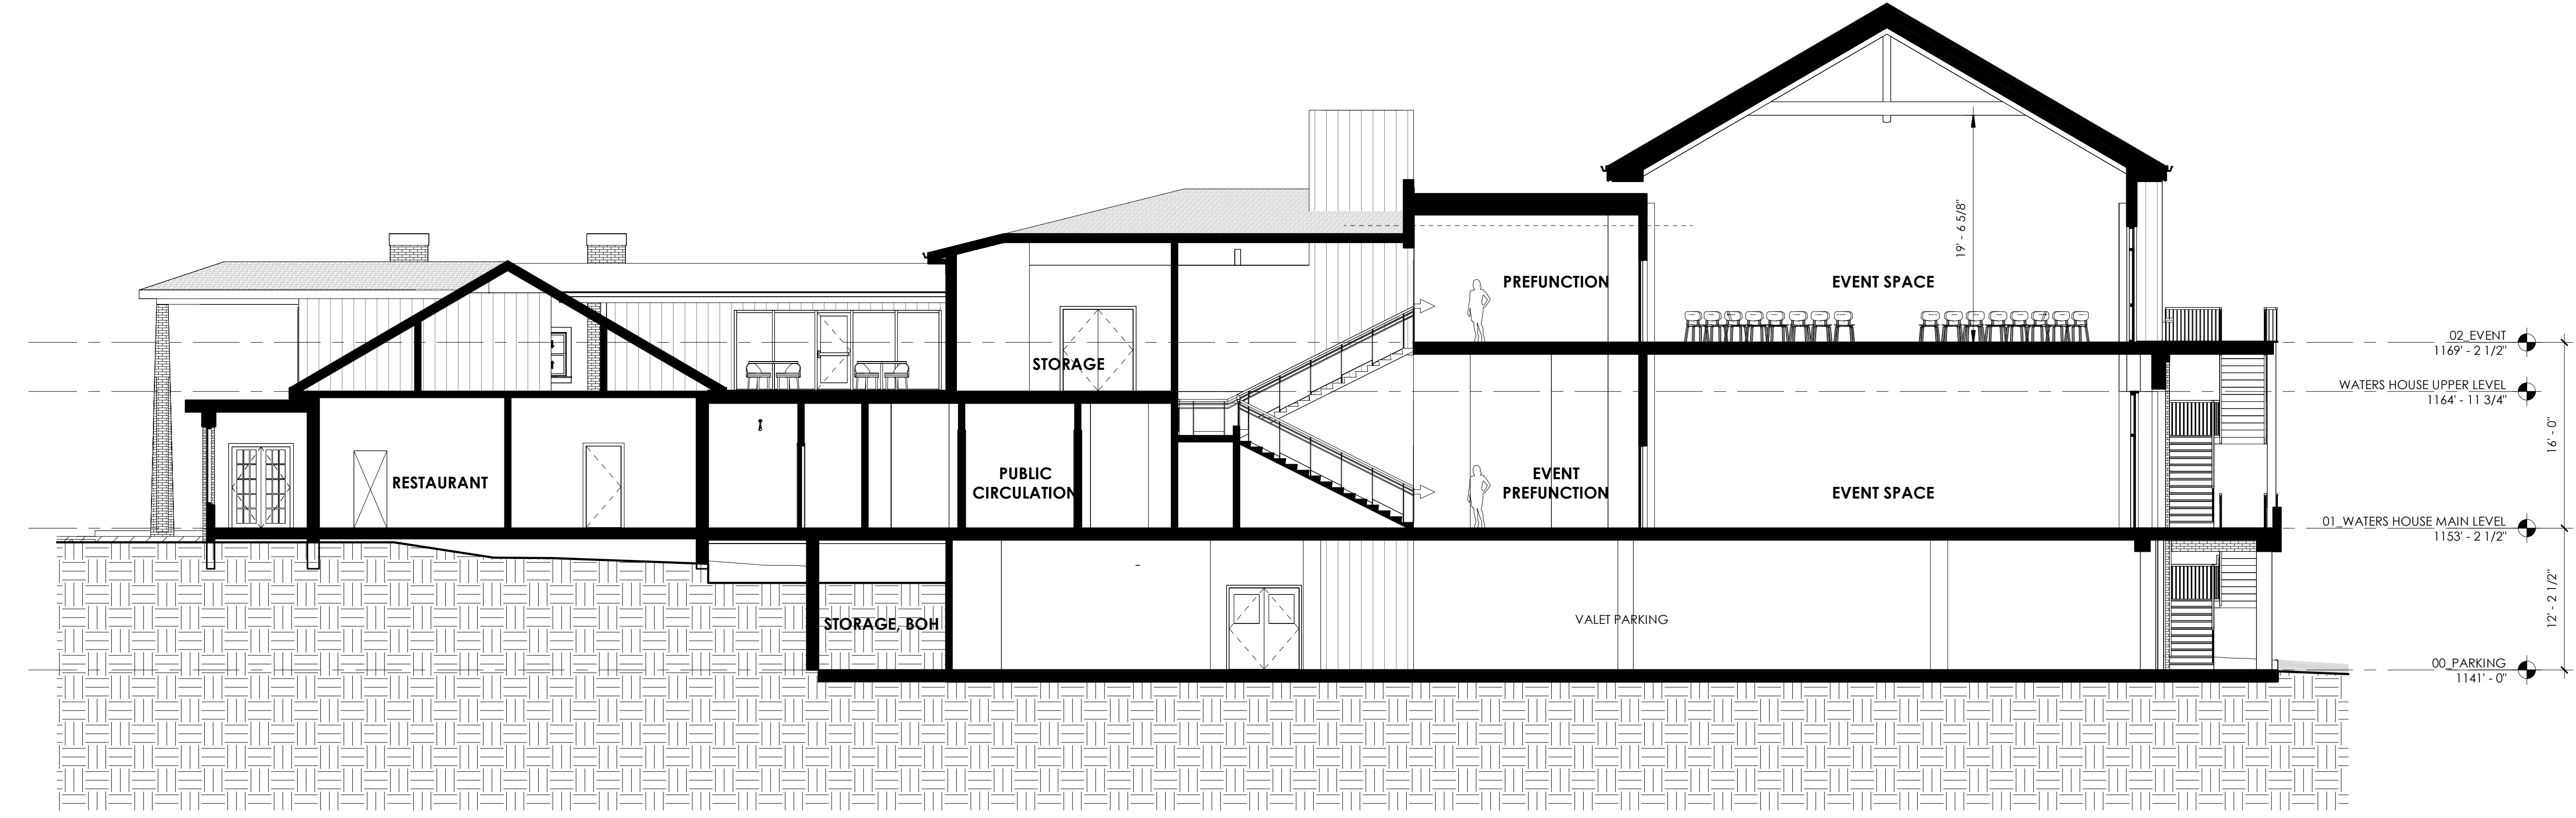 19' - 6 5/8"
PREFUNCTION
EVENT SPACE
02_EVENT
1169' - 2 1/2"
STORAGE
WATERS HOUSE UPPER LEVEL
1164' - 11 3/4"
16' - 0"
RESTAURANT
PUBLIC
CIRCULATION
EVENT
PREFUNCTION
EVENT SPACE
01_WATERS HOUSE MAIN LEVEL
1153' - 2 1/2"
12' - 2 1/2"
STORAGE, BOH
VALET PARKING
00_PARKING
1141' - 0"